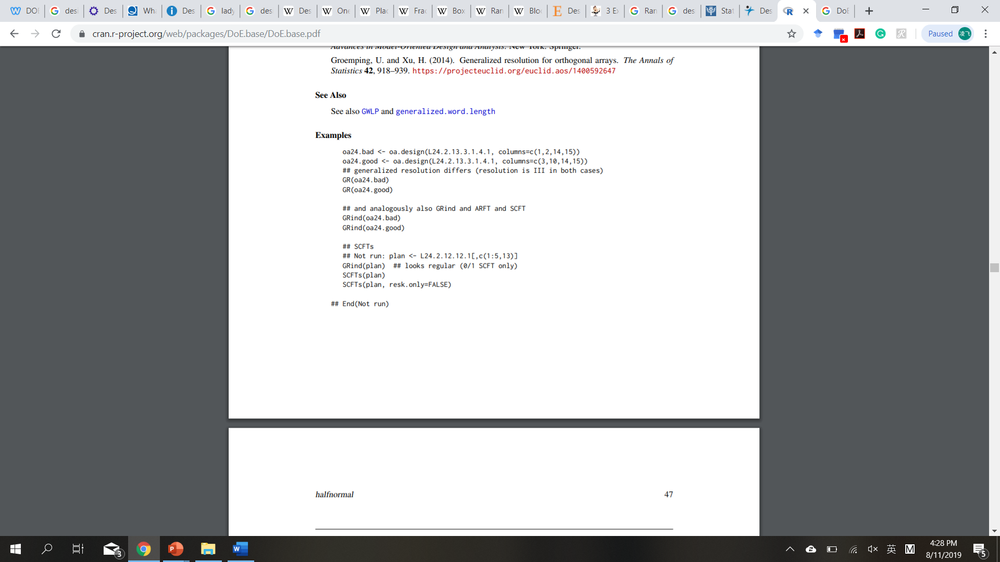 DOE
desi
Des
Wha
Des
lady
des
Des
One
Plac
Frac
Box
Ran
Bloc
Des
3 Ex
Ran
des
Stat
Des
DoE
cran.r-project.org/web/packages/DoE.base/DoE.base.pdf
Paused
凌飞
Advances in Model-Oriented Design and Analysis. New York: Springer.
Groemping, U. and Xu, H. (2014). Generalized resolution for orthogonal arrays. The Annals of
Statistics 42, 918–939. https://projecteuclid.org/euclid.aos/1400592647
See Also
See also GWLP and generalized.word.length
Examples
oa24.bad <- oa.design(L24.2.13.3.1.4.1, columns=c(1,2,14,15))
oa24.good <- oa.design(L24.2.13.3.1.4.1, columns=c(3,10,14,15))
## generalized resolution differs (resolution is III in both cases)
GR(oa24.bad)
GR(oa24.good)
## and analogously also GRind and ARFT and SCFT
GRind(oa24.bad)
GRind(oa24.good)
## SCFTs
## Not run: plan <- L24.2.12.12.1[,c(1:5,13)]
GRind(plan)  ## looks regular (0/1 SCFT only)
SCFTs(plan)
SCFTs(plan, resk.only=FALSE)
## End(Not run)
halfnormal 47
3
英
M
4:28 PM
8/11/2019
5